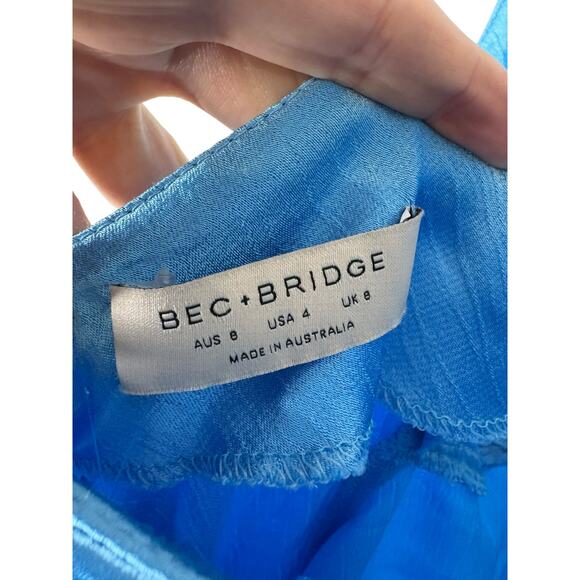 BEC+BRIDGE
AUS 8 USA 4 UK 8
MADE IN AUSTRALIA